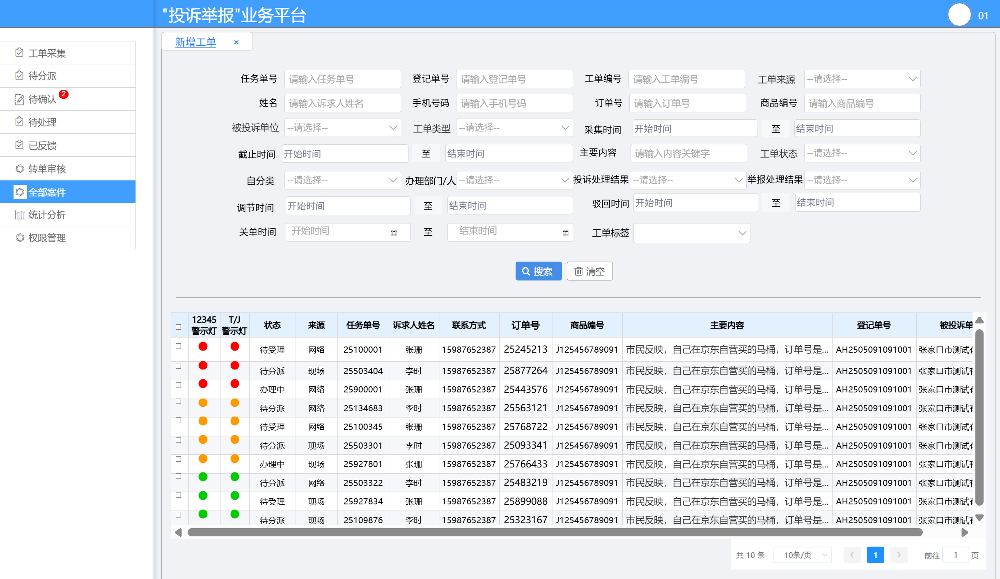 "投诉举报"业务平台
01
工单采集
待分派
待确认 2
待处理
已反馈
转单审核
全部案件
统计分析
权限管理
新增工单 ×
任务单号 请输入任务单号 登记单号 请输入登记单号 工单编号 请输入工单编号 工单来源 --请选择--
姓名 请输入诉求人姓名 手机号码 请输入手机号码 订单号 请输入订单号 商品编号 请输入商品编号
被投诉单位 --请选择-- 工单类型 --请选择-- 采集时间 开始时间 至 结束时间
截止时间 开始时间 至 结束时间 主要内容 请输入内容关键字 工单状态 --请选择--
自分类 --请选择-- 办理部门/人 --请选择-- 投诉处理结果 --请选择-- 举报处理结果 --请选择--
调节时间 开始时间 至 结束时间 驳回时间 开始时间 至 结束时间
关单时间 开始时间 至 结束时间 工单标签
搜索 清空
12345警示灯 T/J警示灯 状态 来源 任务单号 诉求人姓名 联系方式 订单号 商品编号 主要内容 登记单号 被投诉单
待受理 网络 25100001 张珊 15987652387 25245213 J125456789091 市民反映，自己在京东自营买的马桶，订单号是... AH2505091091001 张家口市测试
待分派 现场 25503404 李时 15987652387 25877264 J125456789091 市民反映，自己在京东自营买的马桶，订单号是... AH2505091091001 张家口市测试
办理中 网络 25900001 张珊 15987652387 25443576 J125456789091 市民反映，自己在京东自营买的马桶，订单号是... AH2505091091001 张家口市测试
待分派 网络 25134683 李时 15987652387 25563121 J125456789091 市民反映，自己在京东自营买的马桶，订单号是... AH2505091091001 张家口市测试
待受理 网络 25100345 张珊 15987652387 25768722 J125456789091 市民反映，自己在京东自营买的马桶，订单号是... AH2505091091001 张家口市测试
待分派 现场 25503301 李时 15987652387 25093341 J125456789091 市民反映，自己在京东自营买的马桶，订单号是... AH2505091091001 张家口市测试
办理中 现场 25927801 张珊 15987652387 25766433 J125456789091 市民反映，自己在京东自营买的马桶，订单号是... AH2505091091001 张家口市测试
待分派 网络 25503322 李时 15987652387 25483219 J125456789091 市民反映，自己在京东自营买的马桶，订单号是... AH2505091091001 张家口市测试
待受理 现场 25927834 张珊 15987652387 25899088 J125456789091 市民反映，自己在京东自营买的马桶，订单号是... AH2505091091001 张家口市测试
待分派 现场 25109876 李时 15987652387 25323167 J125456789091 市民反映，自己在京东自营买的马桶，订单号是... AH2505091091001 张家口市测试
共 10 条 10条/页 1 前往 1 页